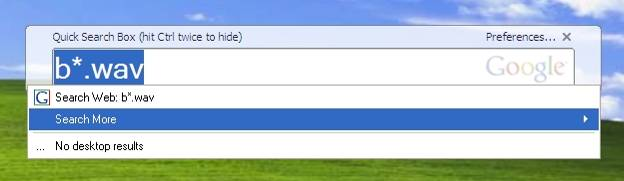 Quick Search Box (hit Ctrl twice to hide) Preferences...
b*.wav Google
Search Web: b*.wav
Search More
... No desktop results